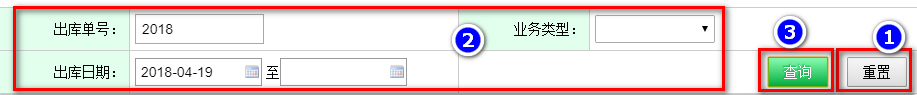 出库单号： 2018 业务类型： ② ③ ①
出库日期： 2018-04-19 至 查询 重置